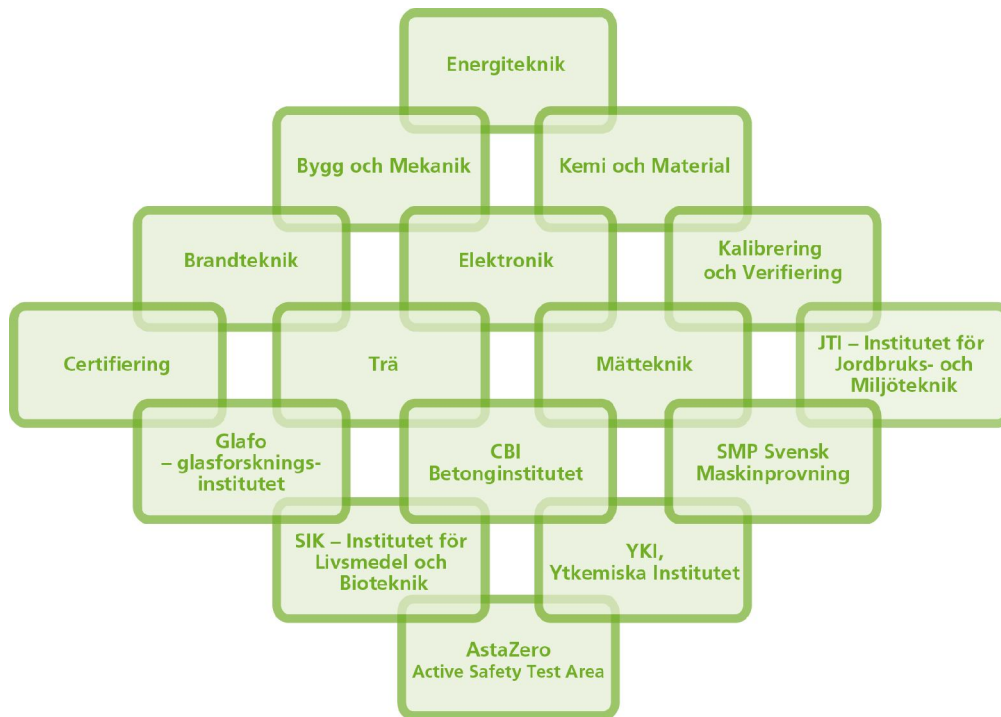 Energiteknik
Bygg och Mekanik
Kemi och Material
Brandteknik
Elektronik
Kalibrering
och Verifiering
Certifiering
Trä
Mätteknik
JTI – Institutet för
Jordbruks- och
Miljöteknik
Glafo
– glasforsknings-
institutet
CBI
Betonginstitutet
SMP Svensk
Maskinprovning
SIK – Institutet för
Livsmedel och
Bioteknik
YKI,
Ytkemiska Institutet
AstaZero
Active Safety Test Area